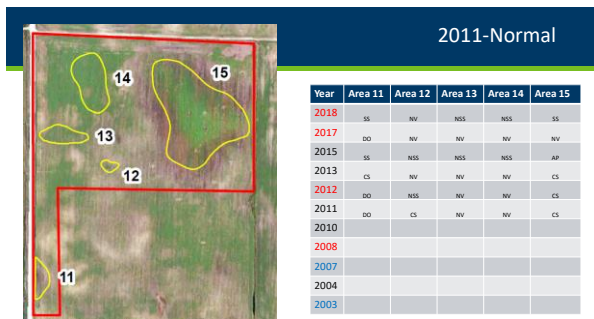 2011-Normal
14
15
13
12
11
Year Area 11 Area 12 Area 13 Area 14 Area 15
2018 SS NV NSS NSS SS
2017 DO NV NV NV NV
2015 SS NSS NSS NSS AP
2013 CS NV NV NV CS
2012 DO NSS NV NV CS
2011 DO CS NV NV CS
2010
2008
2007
2004
2003